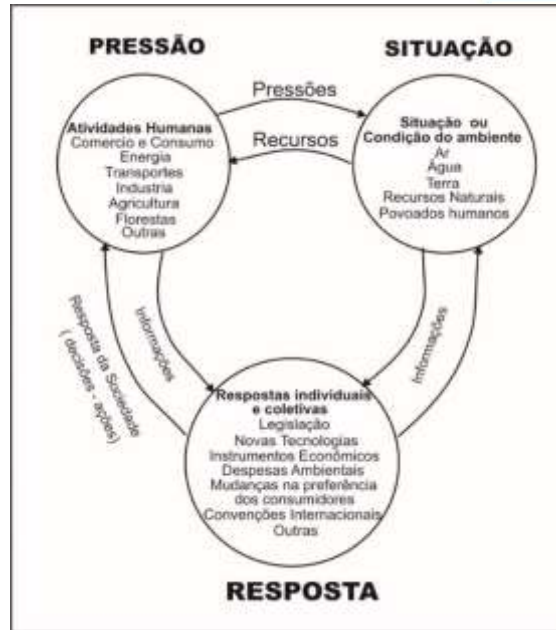 PRESSÃO
SITUAÇÃO
Pressões
Recursos
Atividades Humanas
Comercio e Consumo
Energia
Transportes
Industria
Agricultura
Florestas
Outras
Situação ou
Condição do ambiente
Ar
Água
Terra
Recursos Naturais
Povoados humanos
Resposta da Sociedade
( decisões - ações)
Informações
Informações
Respostas individuais
e coletivas
Legislação
Novas Tecnologias
Instrumentos Econômicos
Despesas Ambientais
Mudanças na preferência
dos consumidores
Convenções Internacionais
Outras
RESPOSTA